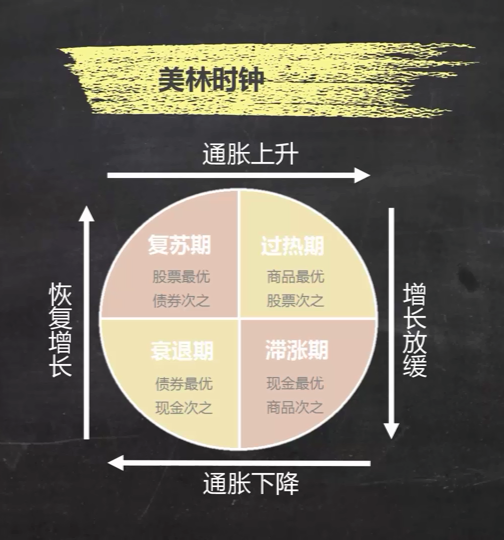 美林时钟
通胀上升
恢复增长
复苏期
股票最优
债券次之
过热期
商品最优
股票次之
增长放缓
衰退期
债券最优
现金次之
滞涨期
现金最优
商品次之
通胀下降